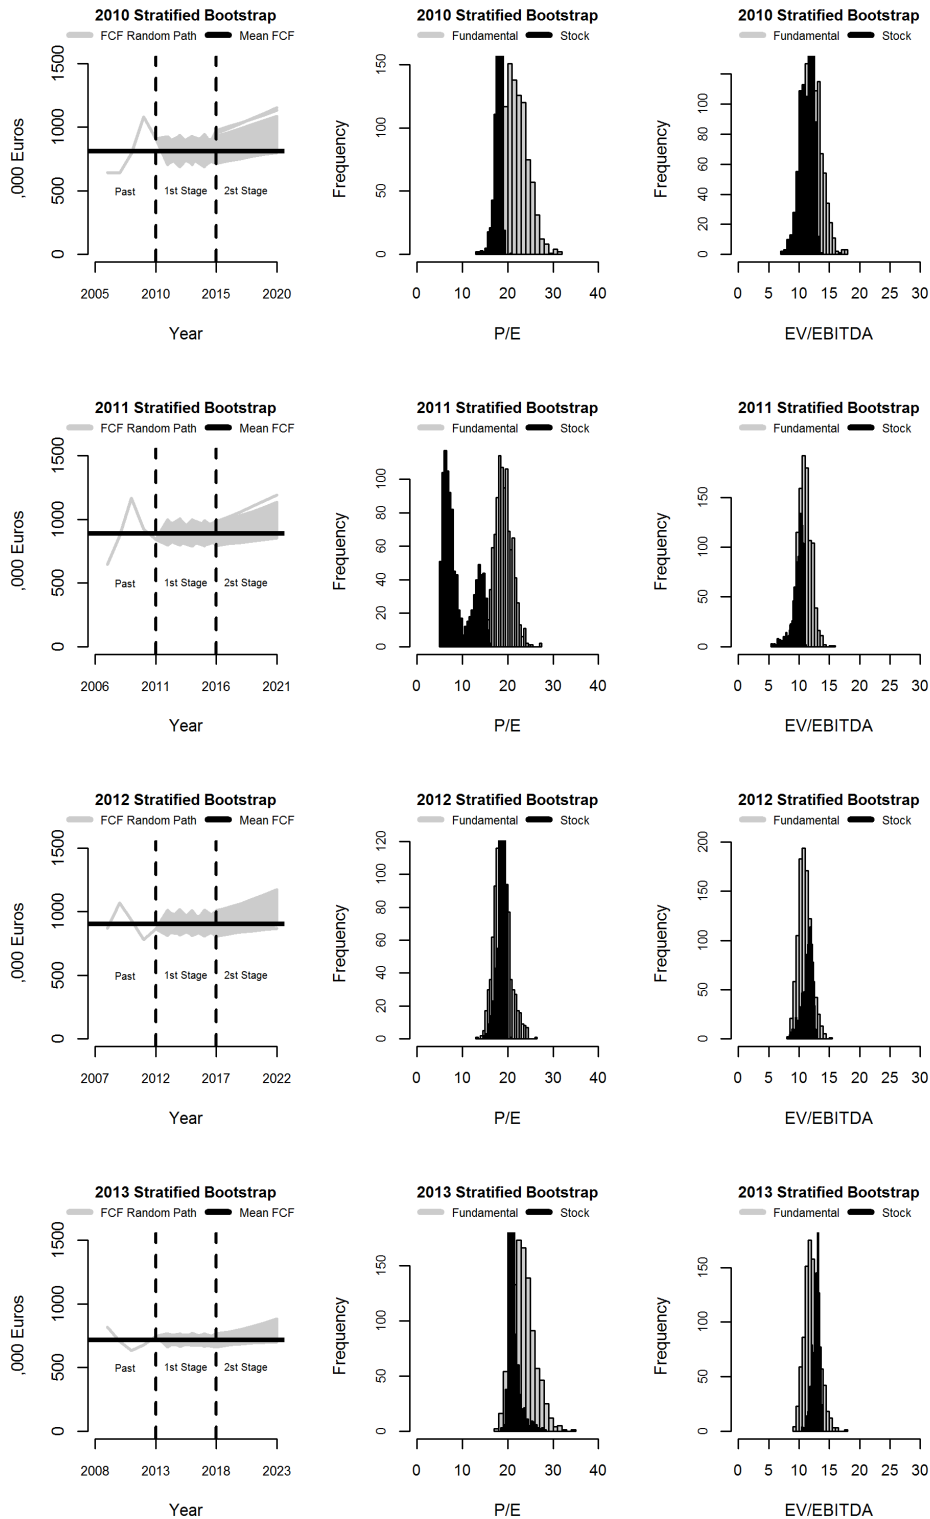 2010 Stratified Bootstrap
FCF Random Path Mean FCF
,000 Euros
0 500 1000 1500
Past 1st Stage 2st Stage
2005 2010 2015 2020
Year
2010 Stratified Bootstrap
Fundamental Stock
Frequency
0 50 100 150
0 10 20 30 40
P/E
2010 Stratified Bootstrap
Fundamental Stock
Frequency
0 20 40 60 80 100
0 5 10 15 20 25 30
EV/EBITDA
2011 Stratified Bootstrap
FCF Random Path Mean FCF
,000 Euros
0 500 1000 1500
Past 1st Stage 2st Stage
2006 2011 2016 2021
Year
2011 Stratified Bootstrap
Fundamental Stock
Frequency
0 20 40 60 80 100
0 10 20 30 40
P/E
2011 Stratified Bootstrap
Fundamental Stock
Frequency
0 50 100 150
0 5 10 15 20 25 30
EV/EBITDA
2012 Stratified Bootstrap
FCF Random Path Mean FCF
,000 Euros
0 500 1000 1500
Past 1st Stage 2st Stage
2007 2012 2017 2022
Year
2012 Stratified Bootstrap
Fundamental Stock
Frequency
0 20 40 60 80 100 120
0 10 20 30 40
P/E
2012 Stratified Bootstrap
Fundamental Stock
Frequency
0 50 100 150 200
0 5 10 15 20 25 30
EV/EBITDA
2013 Stratified Bootstrap
FCF Random Path Mean FCF
,000 Euros
0 500 1000 1500
Past 1st Stage 2st Stage
2008 2013 2018 2023
Year
2013 Stratified Bootstrap
Fundamental Stock
Frequency
0 50 100 150
0 10 20 30 40
P/E
2013 Stratified Bootstrap
Fundamental Stock
Frequency
0 50 100 150
0 5 10 15 20 25 30
EV/EBITDA